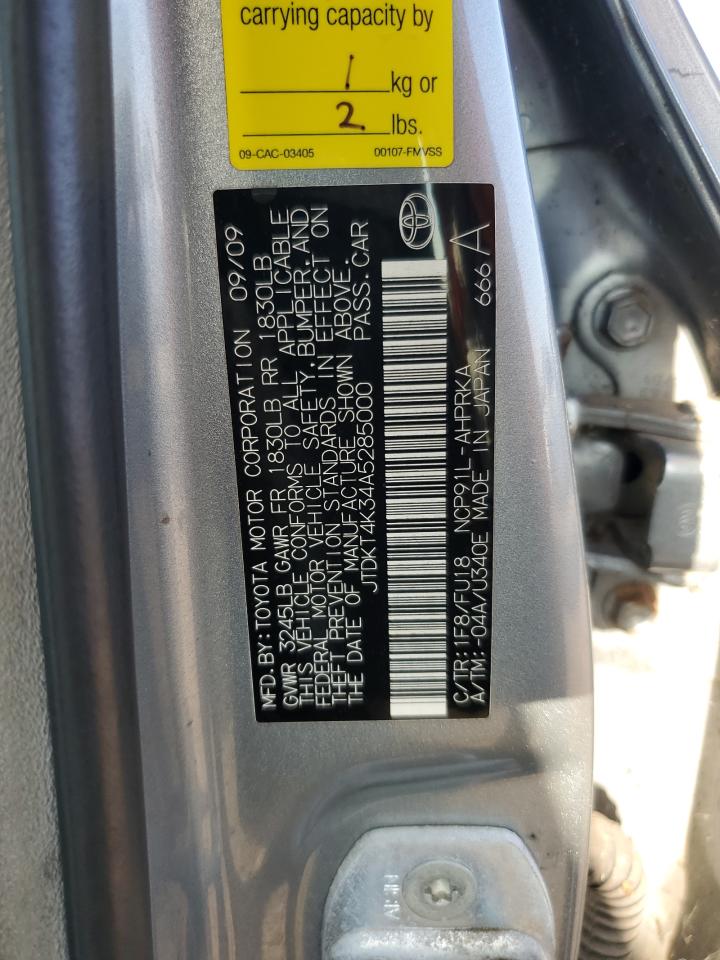 carrying capacity by
1 kg or
2 lbs.
09-CAC-03405 00107-FMVSS
MFD.BY:TOYOTA MOTOR CORPORATION 09/09
GVWR 3245LB GAWR FR 1830LB RR 1830LB
THIS VEHICLE CONFORMS TO ALL APPLICABLE
FEDERAL MOTOR VEHICLE SAFETY, BUMPER, AND
THEFT PREVENTION STANDARDS IN EFFECT ON
THE DATE OF MANUFACTURE SHOWN ABOVE.
JTDKT4K34A5285000 PASS.CAR
C/TR:1F8/FU18 NCP91L-AHPRKA
A/TM:-04A/U340E MADE IN JAPAN 666 A